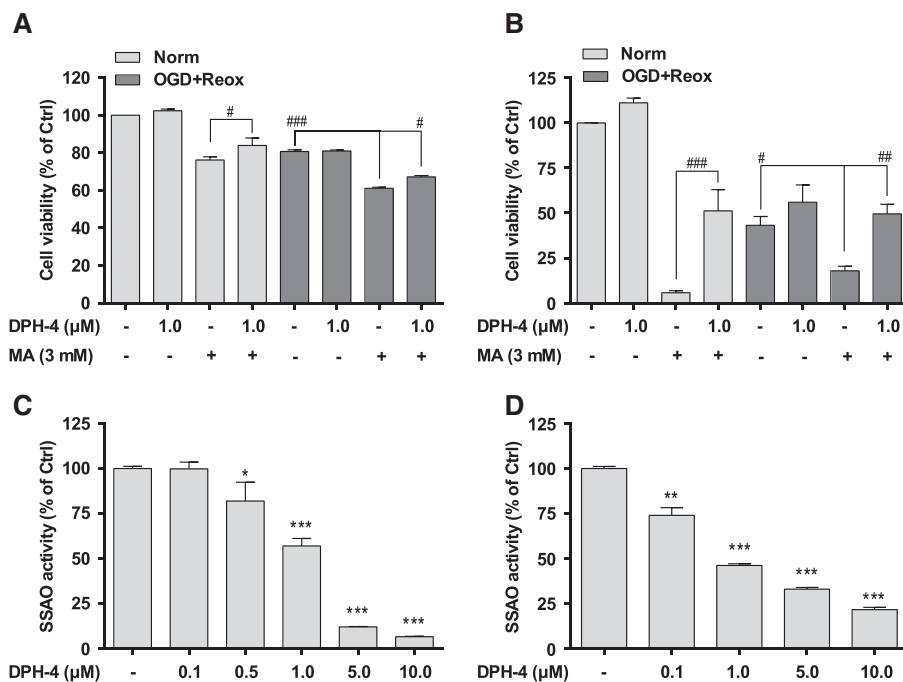 A
Norm
OGD+Reox
Cell viability (% of Ctrl)
120
100
80
60
40
20
0
# ### #
DPH-4 (µM) - 1.0 - 1.0 - 1.0 - 1.0
MA (3 mM) - - + + - - + +
B
Norm
OGD+Reox
Cell viability (% of Ctrl)
125
100
75
50
25
0
### # ##
DPH-4 (µM) - 1.0 - 1.0 - 1.0 - 1.0
MA (3 mM) - - + + - - + +
C
SSAO activity (% of Ctrl)
125
100
75
50
25
0
* *** *** ***
DPH-4 (µM) - 0.1 0.5 1.0 5.0 10.0
D
SSAO activity (% of Ctrl)
125
100
75
50
25
0
** *** *** ***
DPH-4 (µM) - 0.1 1.0 5.0 10.0